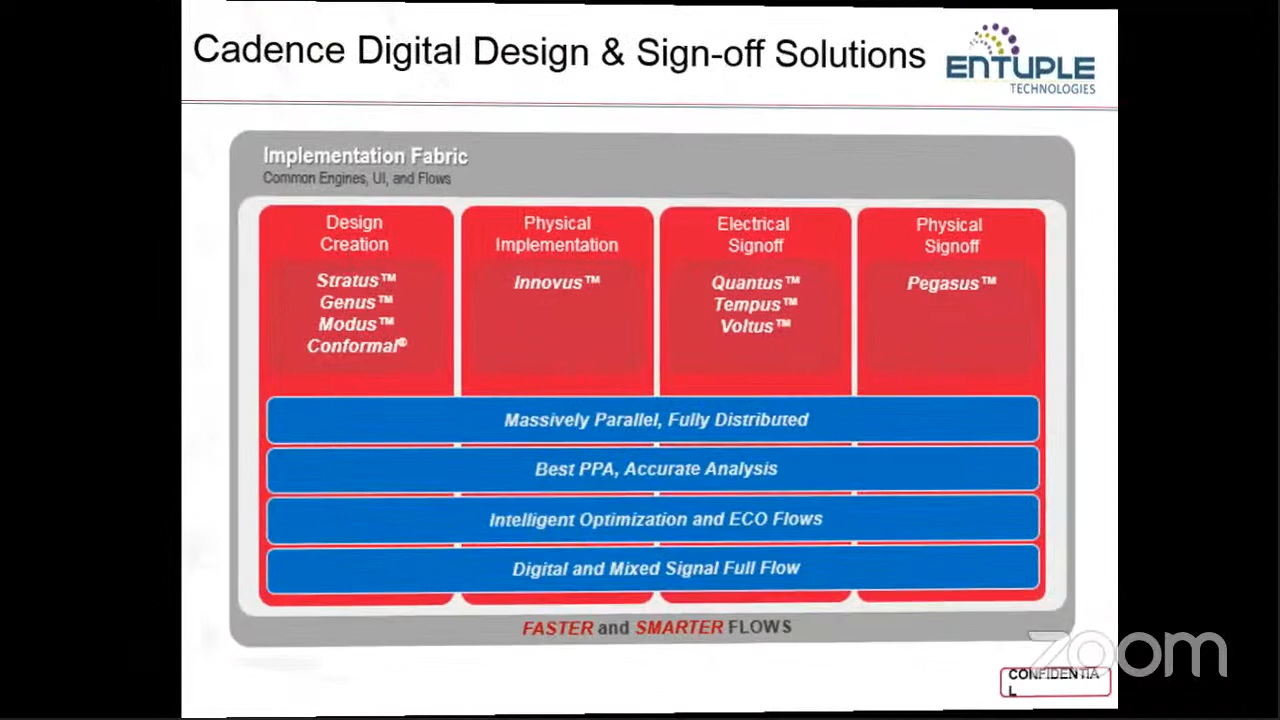 Cadence Digital Design & Sign-off Solutions
ENTUPLE
TECHNOLOGIES
Implementation Fabric
Common Engines, UI, and Flows
Design
Creation
Stratus™
Genus™
Modus™
Conformal®
Physical
Implementation
Innovus™
Electrical
Signoff
Quantus™
Tempus™
Voltus™
Physical
Signoff
Pegasus™
Massively Parallel, Fully Distributed
Best PPA, Accurate Analysis
Intelligent Optimization and ECO Flows
Digital and Mixed Signal Full Flow
FASTER and SMARTER FLOWS
zoom
CONFIDENTIA
L